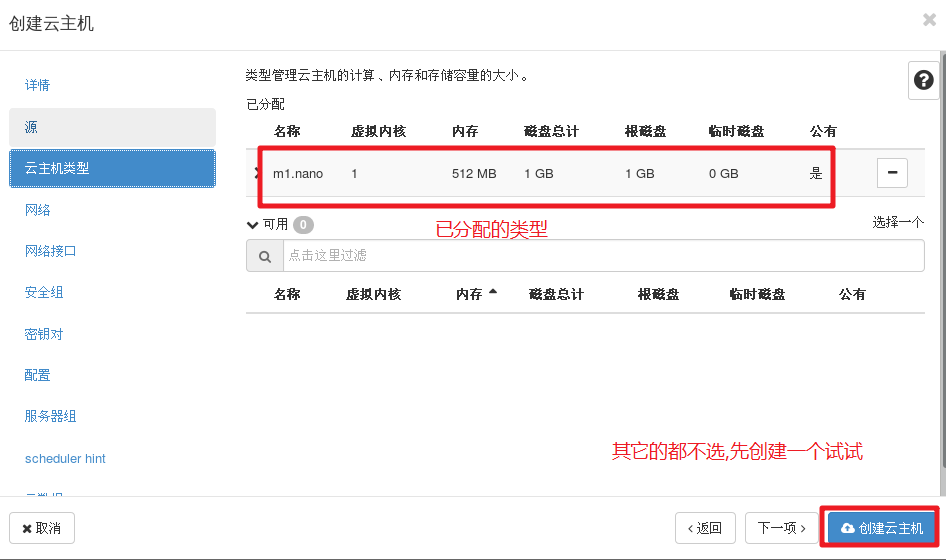 创建云主机 ×
详情
源
云主机类型
网络
网络接口
安全组
密钥对
配置
服务器组
scheduler hint
类型管理云主机的计算、内存和存储容量的大小。
已分配
名称 虚拟内核 内存 磁盘总计 根磁盘 临时磁盘 公有
m1.nano 1 512 MB 1 GB 1 GB 0 GB 是
可用 0 选择一个
已分配的类型
点击这里过滤
名称 虚拟内核 内存 磁盘总计 根磁盘 临时磁盘 公有
其它的都不选,先创建一个试试
取消 返回 下一项 创建云主机